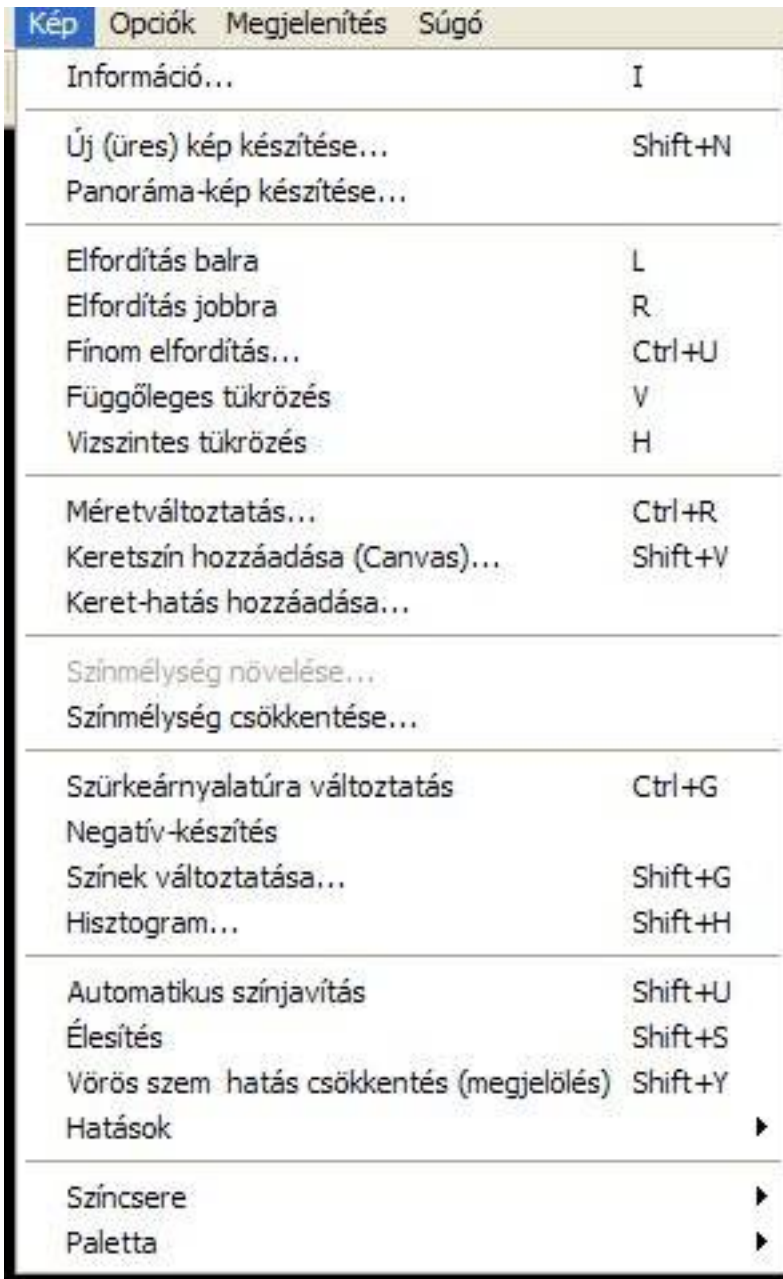 Kép Opciók Megjelenítés Súgó
Információ... I
Új (üres) kép készítése... Shift+N
Panoráma-kép készítése...
Elfordítás balra L
Elfordítás jobbra R
Fínom elfordítás... Ctrl+U
Függőleges tükrözés V
Vizszintes tükrözés H
Méretváltoztatás... Ctrl+R
Keretszín hozzáadása (Canvas)... Shift+V
Keret-hatás hozzáadása...
Színmélység növelése...
Színmélység csökkentése...
Szürkeárnyalatúra változtatás Ctrl+G
Negatív-készítés
Színek változtatása... Shift+G
Hisztogram... Shift+H
Automatikus színjavítás Shift+U
Élesítés Shift+S
Vörös szem hatás csökkentés (megjelölés) Shift+Y
Hatások
Színcsere
Paletta